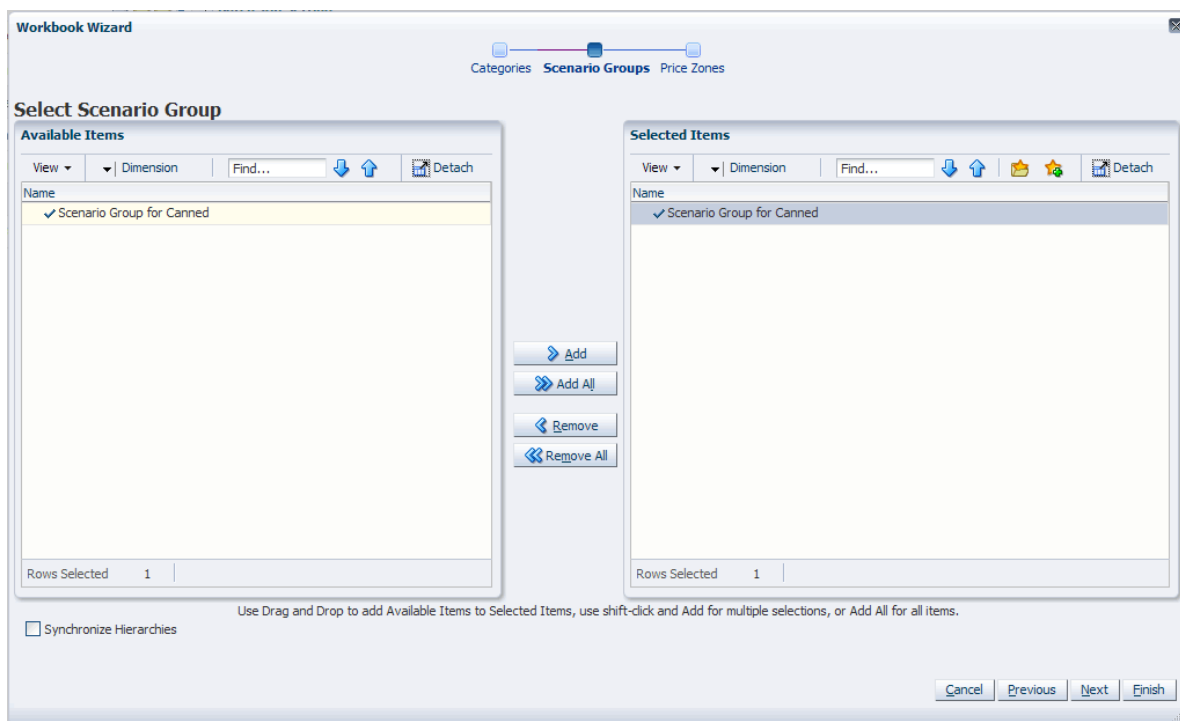 Workbook Wizard
Categories Scenario Groups Price Zones
Select Scenario Group
Available Items
View Dimension Find... Detach
Name
Scenario Group for Canned
Rows Selected 1
Add
Add All
Remove
Remove All
Selected Items
View Dimension Find... Detach
Name
Scenario Group for Canned
Rows Selected 1
Use Drag and Drop to add Available Items to Selected Items, use shift-click and Add for multiple selections, or Add All for all items.
Synchronize Hierarchies
Cancel Previous Next Finish